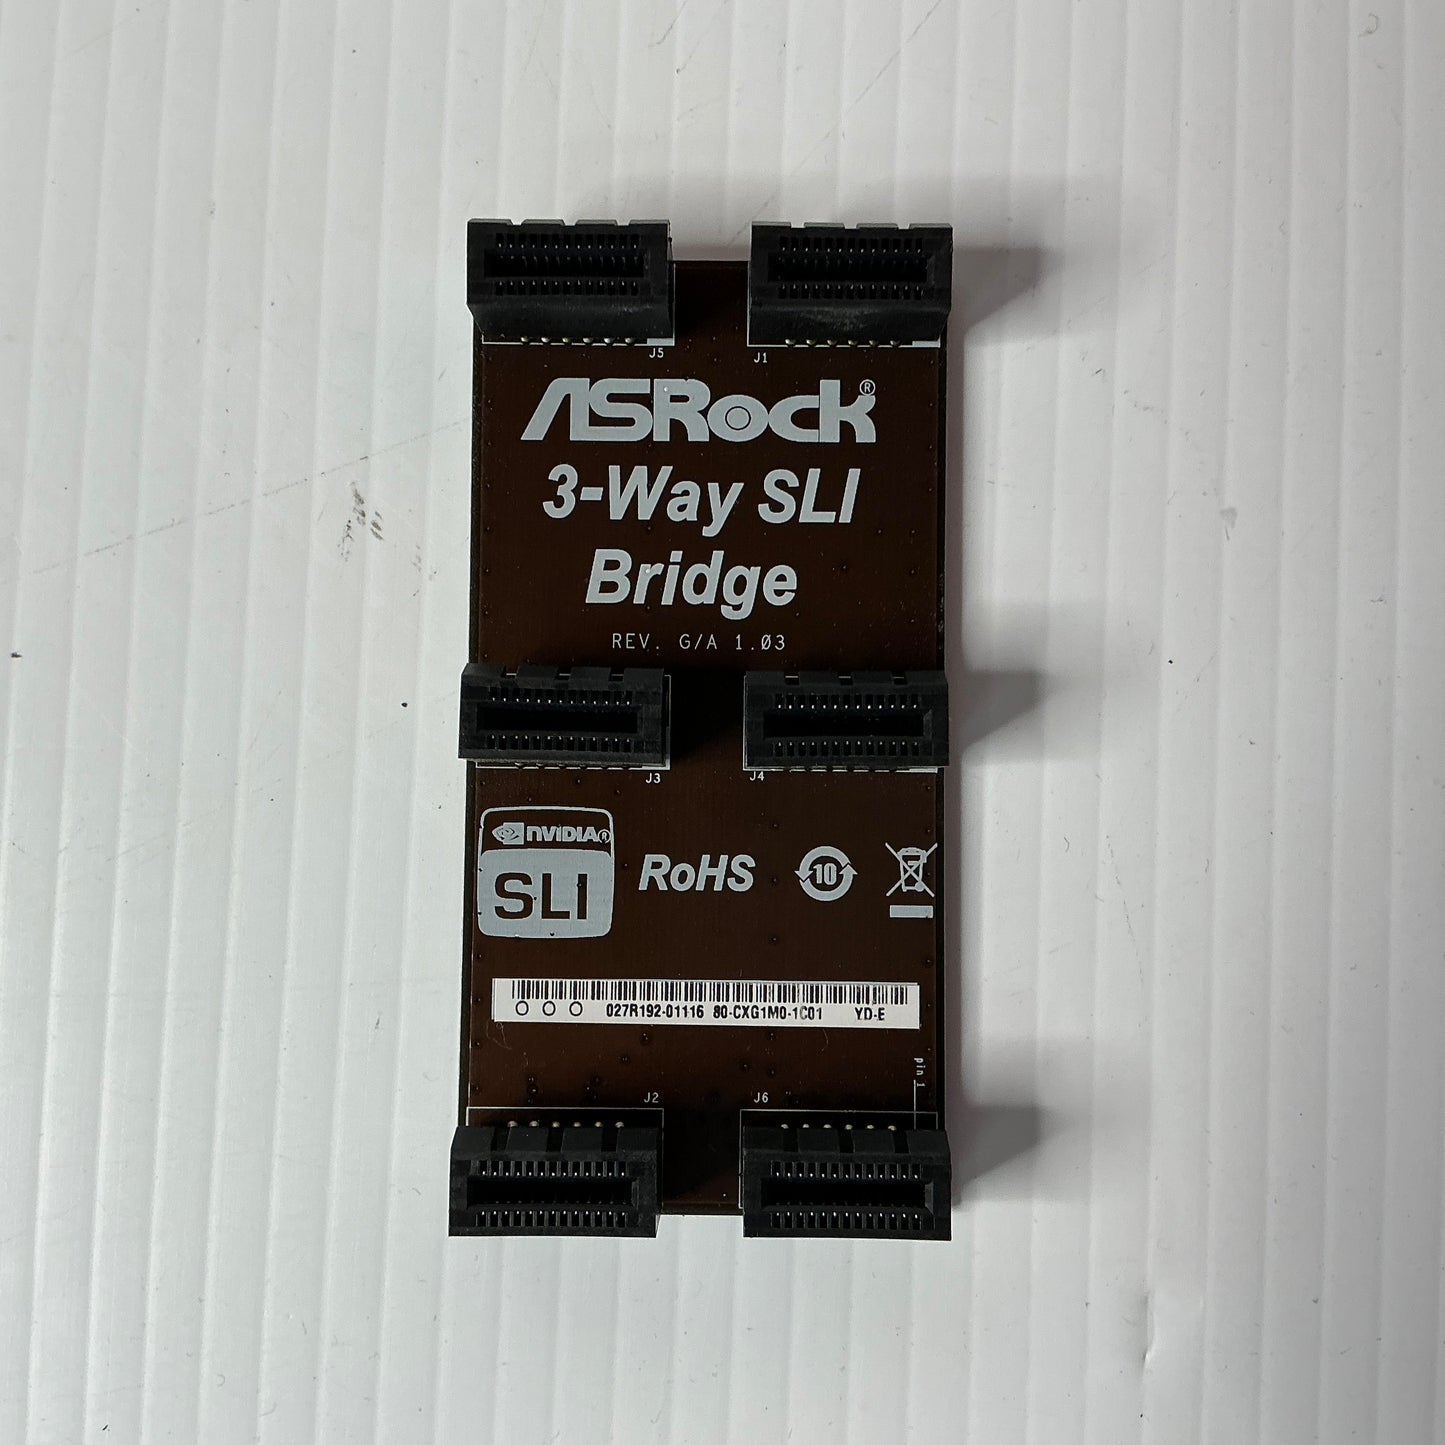 J5
J1
ASRock®
3-Way SLI
Bridge
REV. G/A 1.03
J3
J4
nVIDIA®
SLI
RoHS
10
027R192-01116 80-CXG1M0-1C01 YD-E
pin 1
J2
J6